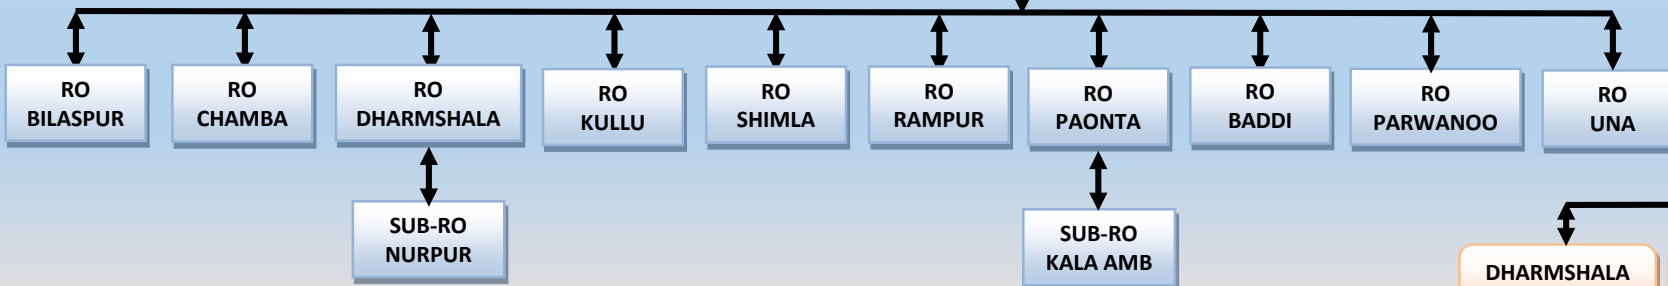 RO
BILASPUR
RO
CHAMBA
RO
DHARMSHALA
RO
KULLU
RO
SHIMLA
RO
RAMPUR
RO
PAONTA
RO
BADDI
RO
PARWANOO
RO
UNA
SUB-RO
NURPUR
SUB-RO
KALA AMB
DHARMSHALA